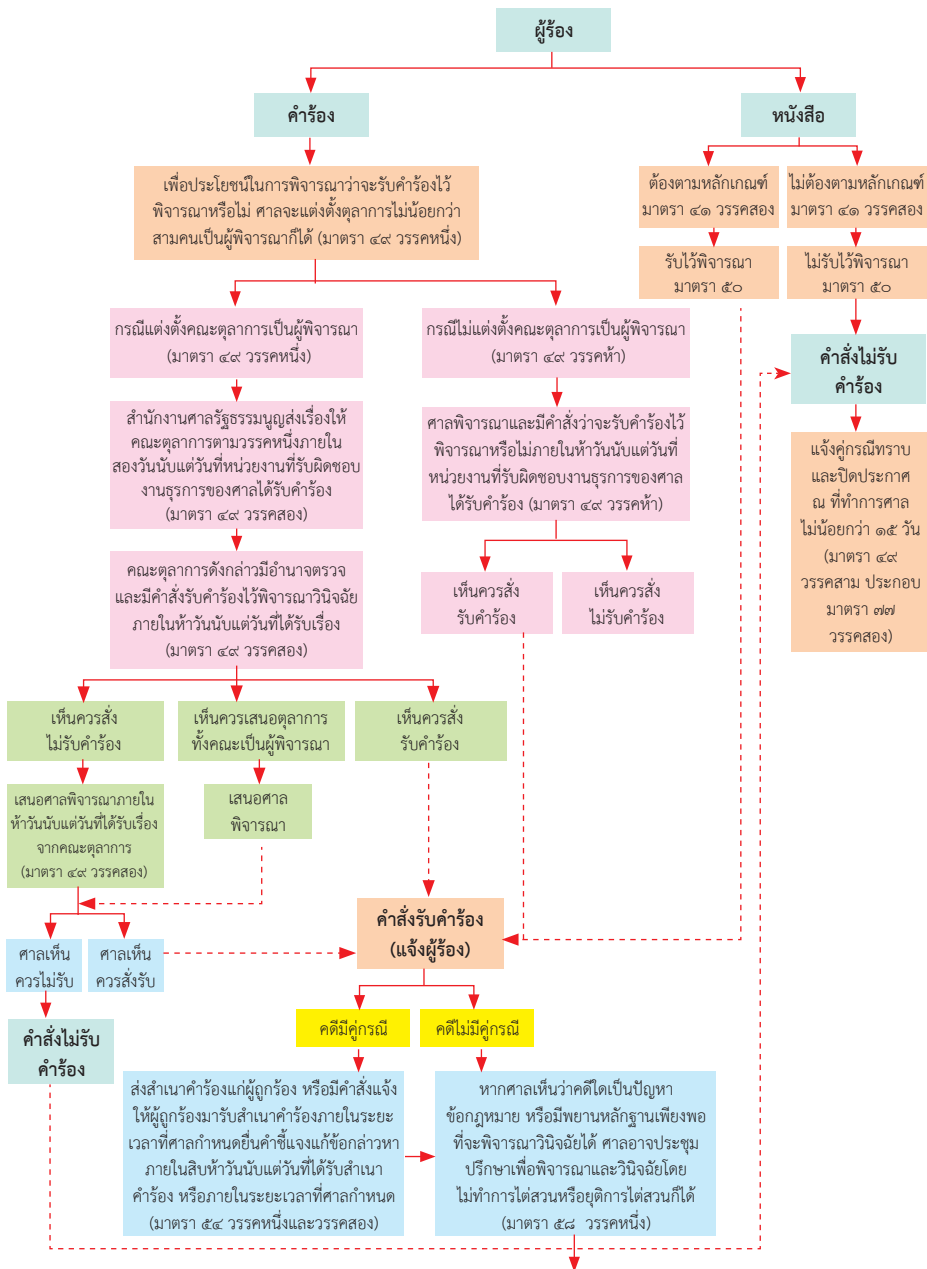 ผู้ร้อง
คำร้อง
หนังสือ
เพื่อประโยชน์ในการพิจารณาว่าจะรับคำร้องไว้
พิจารณาหรือไม่ ศาลจะแต่งตั้งตุลาการไม่น้อยกว่า
สามคนเป็นผู้พิจารณาก็ได้ (มาตรา ๔๙ วรรคหนึ่ง)
ต้องตามหลักเกณฑ์
มาตรา ๔๑ วรรคสอง
ไม่ต้องตามหลักเกณฑ์
มาตรา ๔๑ วรรคสอง
รับไว้พิจารณา
มาตรา ๕๐
ไม่รับไว้พิจารณา
มาตรา ๕๐
กรณีแต่งตั้งคณะตุลาการเป็นผู้พิจารณา
(มาตรา ๔๙ วรรคหนึ่ง)
กรณีไม่แต่งตั้งคณะตุลาการเป็นผู้พิจารณา
(มาตรา ๔๙ วรรคห้า)
คำสั่งไม่รับ
คำร้อง
สำนักงานศาลรัฐธรรมนูญส่งเรื่องให้
คณะตุลาการตามวรรคหนึ่งภายใน
สองวันนับแต่วันที่หน่วยงานที่รับผิดชอบ
งานธุรการของศาลได้รับคำร้อง
(มาตรา ๔๙ วรรคสอง)
ศาลพิจารณาและมีคำสั่งว่าจะรับคำร้องไว้
พิจารณาหรือไม่ภายในห้าวันนับแต่วันที่
หน่วยงานที่รับผิดชอบงานธุรการของศาล
ได้รับคำร้อง (มาตรา ๔๙ วรรคห้า)
แจ้งคู่กรณีทราบ
และปิดประกาศ
ณ ที่ทำการศาล
ไม่น้อยกว่า ๑๕ วัน
(มาตรา ๔๙
วรรคสาม ประกอบ
มาตรา ๗๗
วรรคสอง)
คณะตุลาการดังกล่าวมีอำนาจตรวจ
และมีคำสั่งรับคำร้องไว้พิจารณาวินิจฉัย
ภายในห้าวันนับแต่วันที่ได้รับเรื่อง
(มาตรา ๔๙ วรรคสอง)
เห็นควรสั่ง
รับคำร้อง
เห็นควรสั่ง
ไม่รับคำร้อง
เห็นควรสั่ง
ไม่รับคำร้อง
เห็นควรเสนอตุลาการ
ทั้งคณะเป็นผู้พิจารณา
เห็นควรสั่ง
รับคำร้อง
เสนอศาลพิจารณาภายใน
ห้าวันนับแต่วันที่ได้รับเรื่อง
จากคณะตุลาการ
(มาตรา ๔๙ วรรคสอง)
เสนอศาล
พิจารณา
คำสั่งรับคำร้อง
(แจ้งผู้ร้อง)
ศาลเห็น
ควรไม่รับ
ศาลเห็น
ควรสั่งรับ
คำสั่งไม่รับ
คำร้อง
คดีมีคู่กรณี
คดีไม่มีคู่กรณี
ส่งสำเนาคำร้องแก่ผู้ถูกร้อง หรือมีคำสั่งแจ้ง
ให้ผู้ถูกร้องมารับสำเนาคำร้องภายในระยะ
เวลาที่ศาลกำหนดยื่นคำชี้แจงแก้ข้อกล่าวหา
ภายในสิบห้าวันนับแต่วันที่ได้รับสำเนา
คำร้อง หรือภายในระยะเวลาที่ศาลกำหนด
(มาตรา ๕๔ วรรคหนึ่งและวรรคสอง)
หากศาลเห็นว่าคดีใดเป็นปัญหา
ข้อกฎหมาย หรือมีพยานหลักฐานเพียงพอ
ที่จะพิจารณาวินิจฉัยได้ ศาลอาจประชุม
ปรึกษาเพื่อพิจารณาและวินิจฉัยโดย
ไม่ทำการไต่สวนหรือยุติการไต่สวนก็ได้
(มาตรา ๕๘ วรรคหนึ่ง)